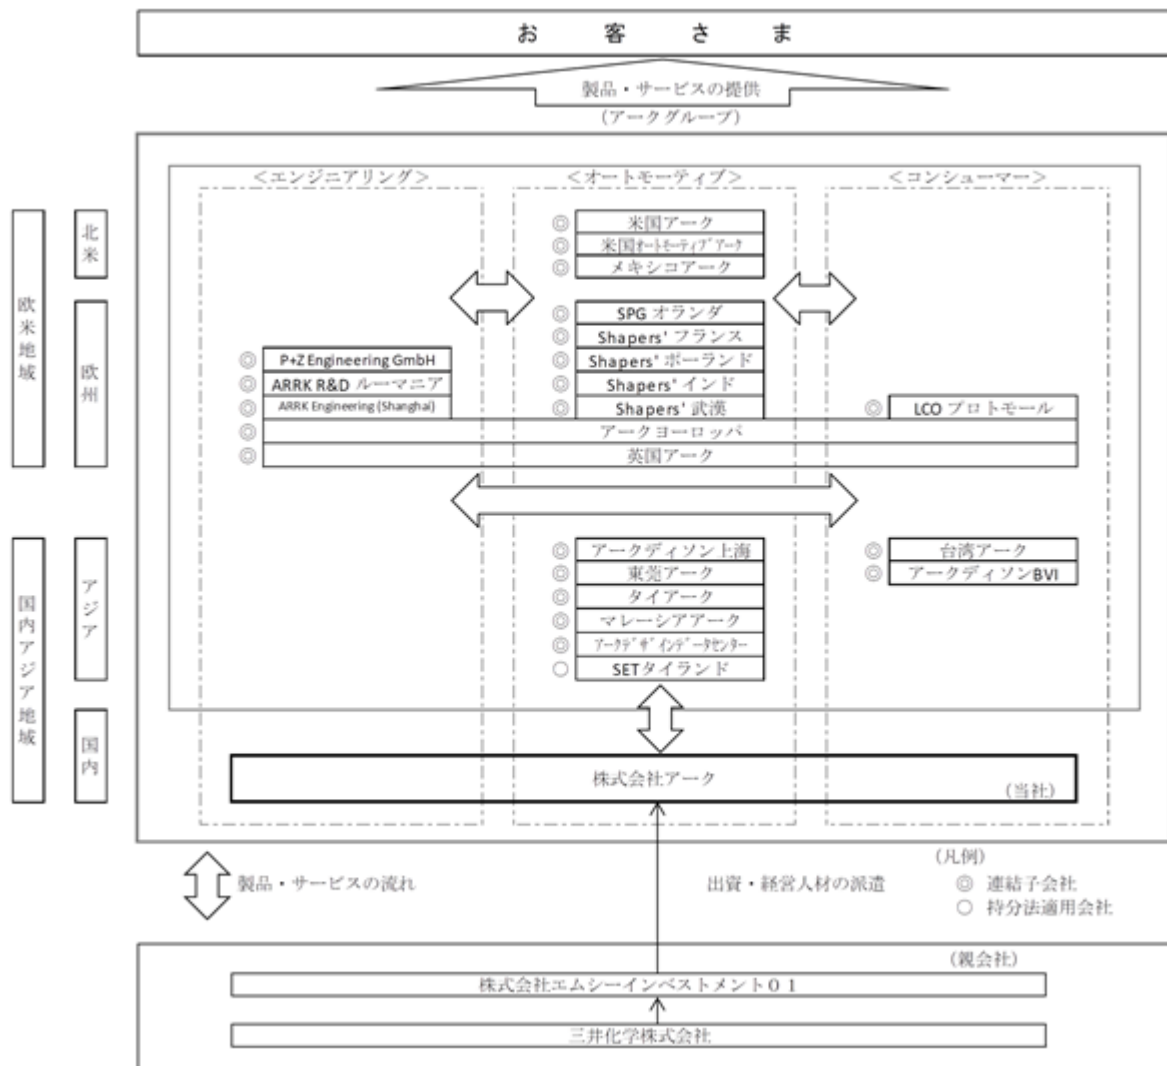 お客さま
製品・サービスの提供
(アークグループ)
＜エンジニアリング＞
＜オートモーティブ＞
＜コンシューマー＞
欧米地域
北米
◎ 米国アーク
◎ 米国ｵｰﾄﾓｰﾃｨﾌﾞｱｰｸ
◎ メキシコアーク
欧州
◎ SPG オランダ
◎ Shapers' フランス
◎ P+Z Engineering GmbH
◎ Shapers' ポーランド
◎ ARRK R&D ルーマニア
◎ Shapers' インド
◎ ARRK Engineering (Shanghai)
◎ Shapers' 武漢
◎ LCO プロトモール
◎ アークヨーロッパ
◎ 英国アーク
国内アジア地域
アジア
◎ アークディソン上海
◎ 台湾アーク
◎ 東莞アーク
◎ アークディソンBVI
◎ タイアーク
◎ マレーシアアーク
◎ ｱｰｸﾃﾞｻﾞｲﾝﾃﾞｰﾀｾﾝﾀｰ
○ SETタイランド
国内
株式会社アーク
(当社)
製品・サービスの流れ
出資・経営人材の派遣
(凡例)
◎ 連結子会社
○ 持分法適用会社
(親会社)
株式会社エムシーインベストメント０１
三井化学株式会社